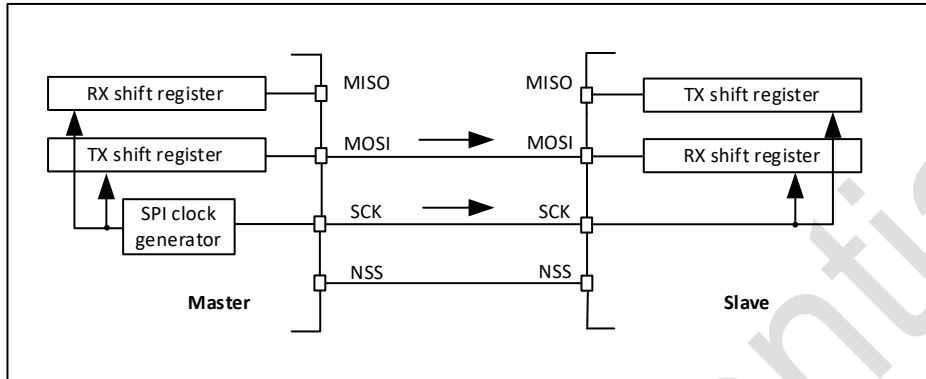 RX shift register
MISO
MISO
TX shift register
TX shift register
MOSI
MOSI
RX shift register
SPI clock
generator
SCK
SCK
NSS
NSS
Master
Slave